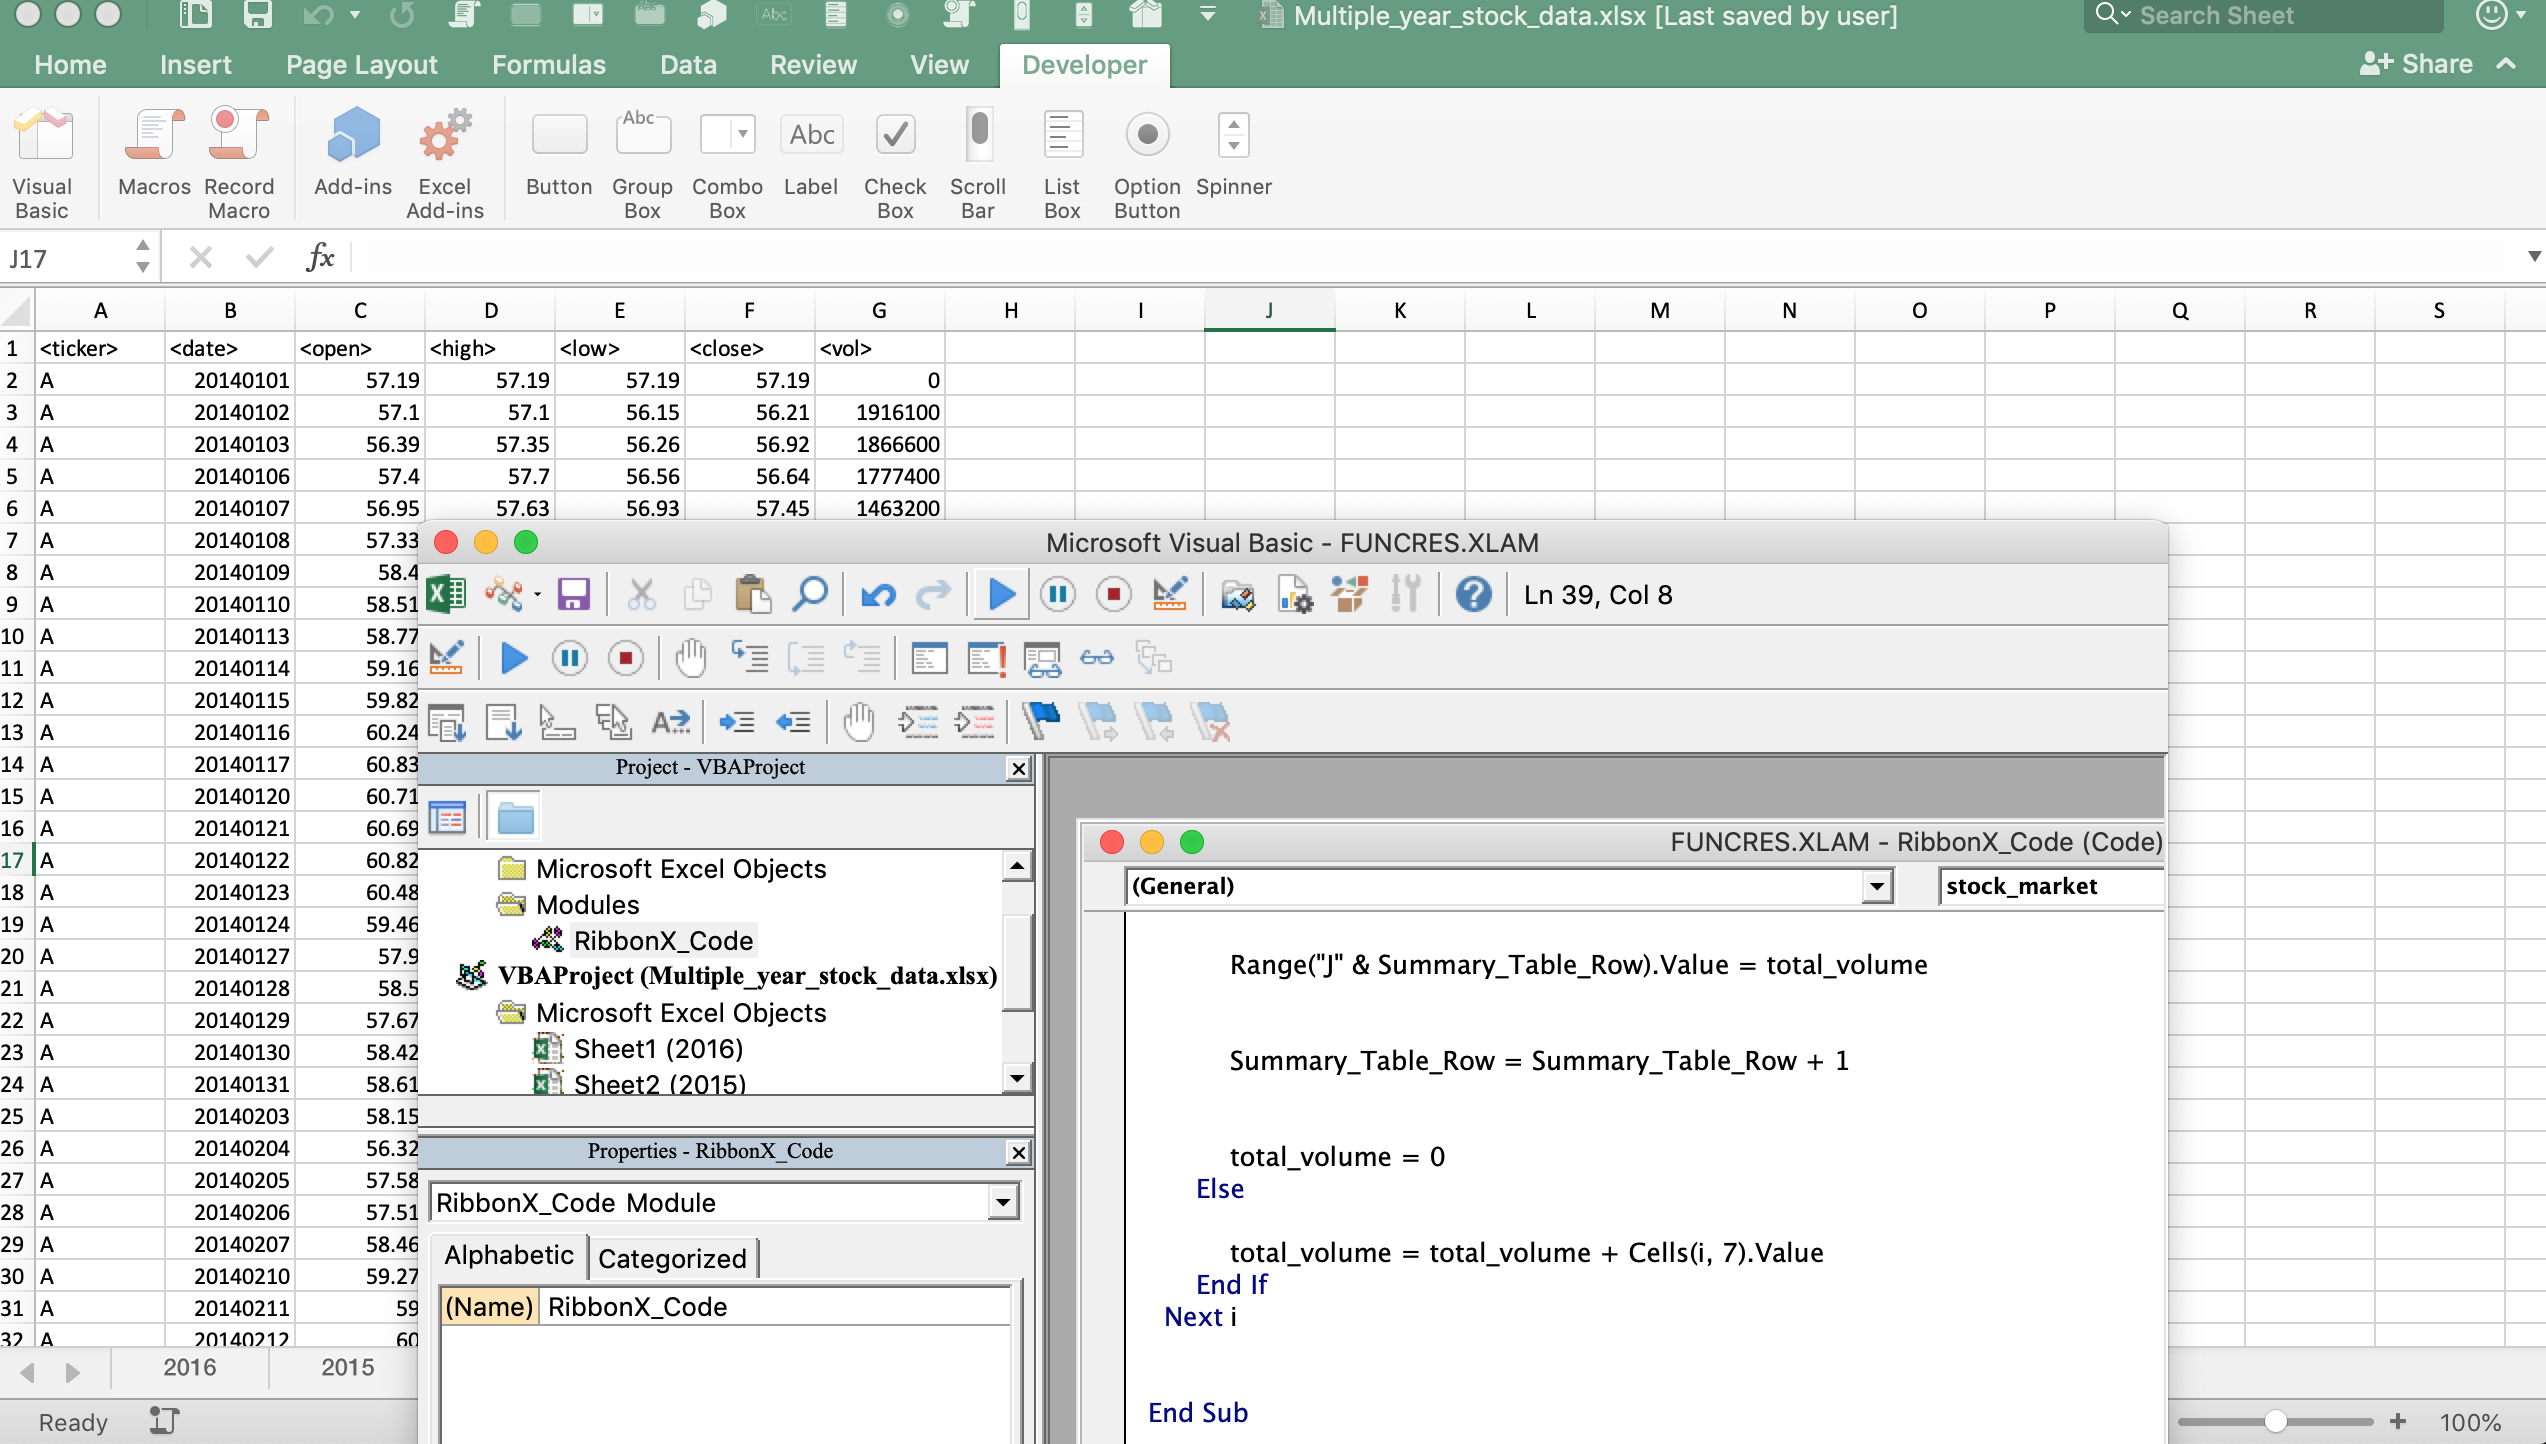 Multiple_year_stock_data.xlsx [Last saved by user]
Search Sheet
Home Insert Page Layout Formulas Data Review View Developer
Share
Visual Basic
Macros
Record Macro
Add-ins
Excel Add-ins
Button
Abc
Group Box
Combo Box
Abc
Label
Check Box
Scroll Bar
List Box
Option Button
Spinner
J17
fx
A B C D E F G H I J K L M N O P Q R S
1 <ticker> <date> <open> <high> <low> <close> <vol>
2 A 20140101 57.19 57.19 57.19 57.19 0
3 A 20140102 57.1 57.1 56.15 56.21 1916100
4 A 20140103 56.39 57.35 56.26 56.92 1866600
5 A 20140106 57.4 57.7 56.56 56.64 1777400
6 A 20140107 56.95 57.63 56.93 57.45 1463200
7 A 20140108 57.33
8 A 20140109 58.4
9 A 20140110 58.51
10 A 20140113 58.77
11 A 20140114 59.16
12 A 20140115 59.82
13 A 20140116 60.24
14 A 20140117 60.83
15 A 20140120 60.71
16 A 20140121 60.69
17 A 20140122 60.82
18 A 20140123 60.48
19 A 20140124 59.46
20 A 20140127 57.9
21 A 20140128 58.5
22 A 20140129 57.67
23 A 20140130 58.42
24 A 20140131 58.61
25 A 20140203 58.15
26 A 20140204 56.32
27 A 20140205 57.58
28 A 20140206 57.51
29 A 20140207 58.46
30 A 20140210 59.27
31 A 20140211 59
32 A 20140212 60
2016 2015
Ready
100%
Microsoft Visual Basic - FUNCRES.XLAM
Ln 39, Col 8
Project - VBAProject
Microsoft Excel Objects
Modules
RibbonX_Code
VBAProject (Multiple_year_stock_data.xlsx)
Microsoft Excel Objects
Sheet1 (2016)
Sheet2 (2015)
Properties - RibbonX_Code
RibbonX_Code Module
Alphabetic Categorized
(Name) RibbonX_Code
FUNCRES.XLAM - RibbonX_Code (Code)
(General) stock_market
Range("J" & Summary_Table_Row).Value = total_volume
Summary_Table_Row = Summary_Table_Row + 1
total_volume = 0
Else
total_volume = total_volume + Cells(i, 7).Value
End If
Next i
End Sub